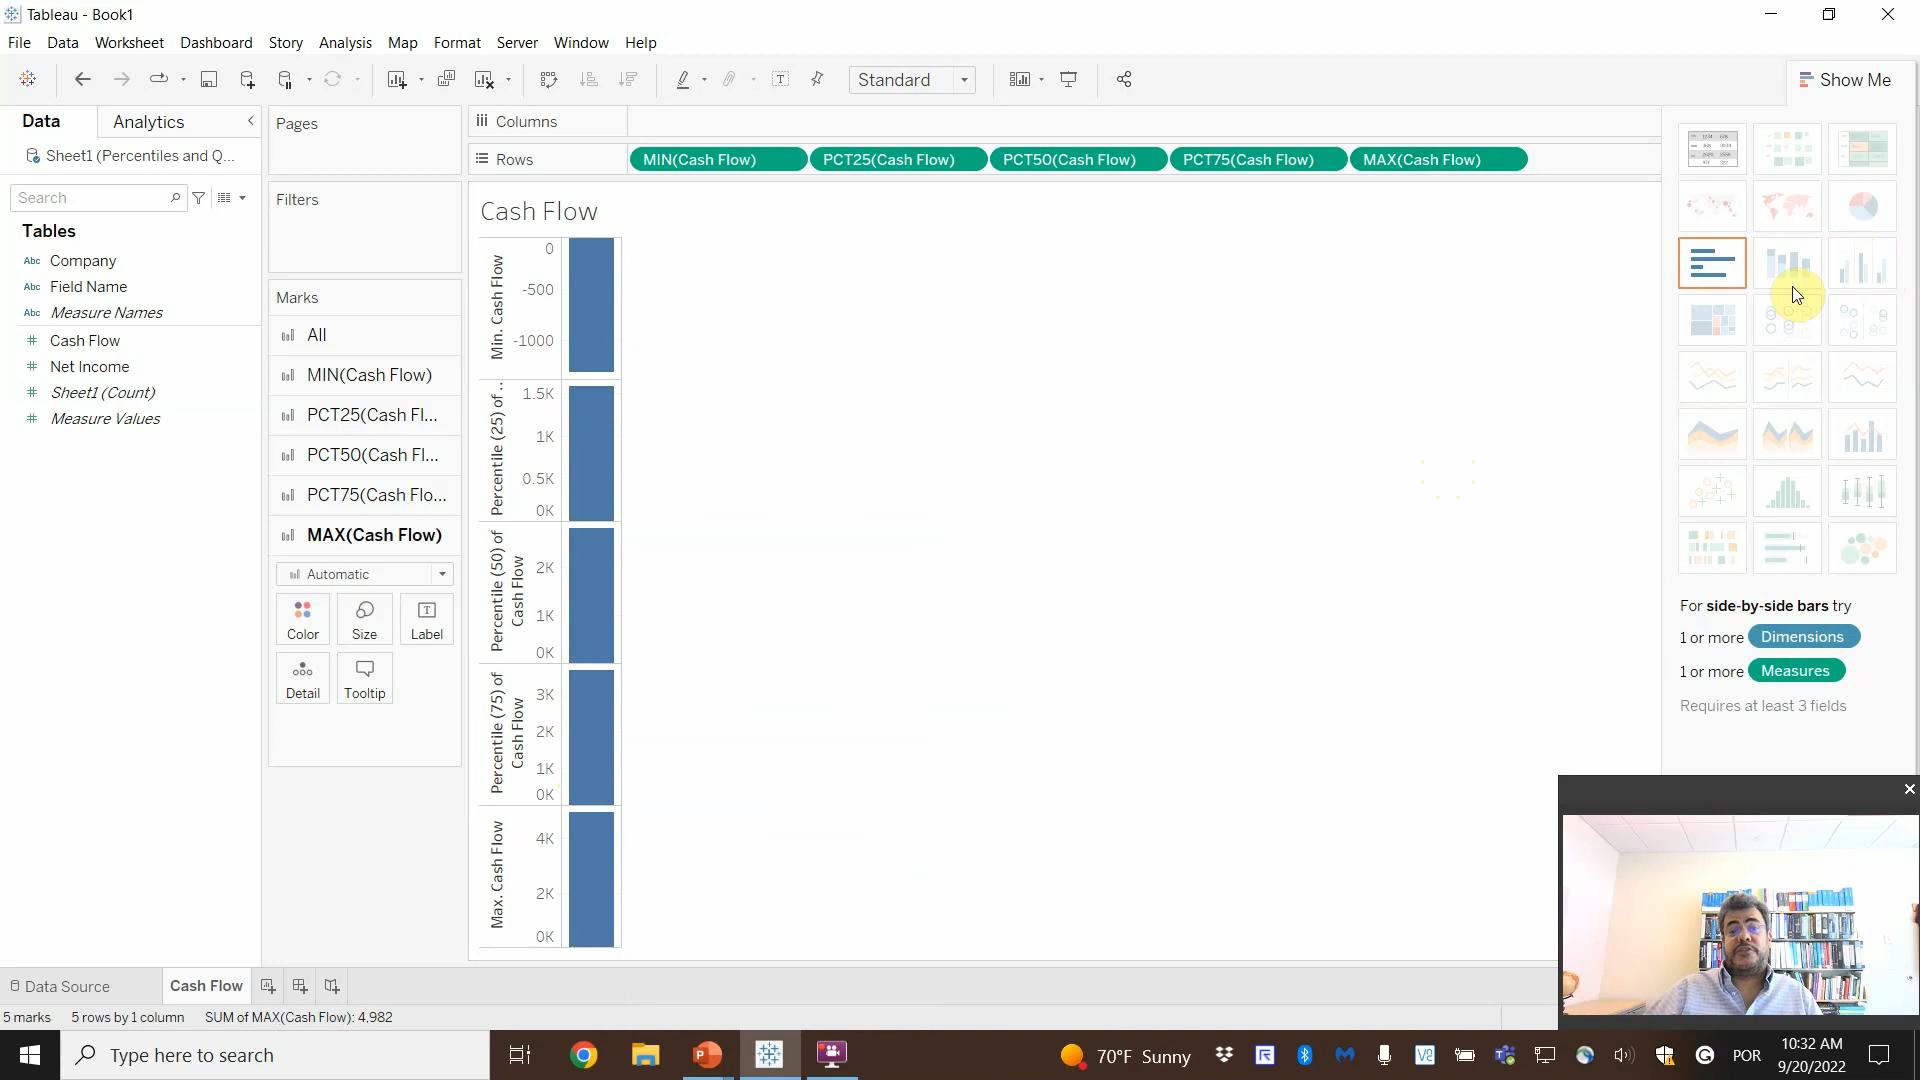 Tableau - Book1
File Data Worksheet Dashboard Story Analysis Map Format Server Window Help
Standard
Show Me
Data Analytics
Sheet1 (Percentiles and Q...
Search
Tables
Abc Company
Abc Field Name
Abc Measure Names
# Cash Flow
# Net Income
# Sheet1 (Count)
# Measure Values
Pages
Filters
Marks
All
MIN(Cash Flow)
PCT25(Cash Fl...
PCT50(Cash Fl...
PCT75(Cash Flo...
MAX(Cash Flow)
Automatic
Color Size Label
Detail Tooltip
Columns
Rows MIN(Cash Flow) PCT25(Cash Flow) PCT50(Cash Flow) PCT75(Cash Flow) MAX(Cash Flow)
Cash Flow
Min. Cash Flow
0
-500
-1000
Percentile (25) of ..
1.5K
1K
0.5K
0K
Percentile (50) of
Cash Flow
2K
1K
0K
Percentile (75) of
Cash Flow
3K
2K
1K
0K
Max. Cash Flow
4K
2K
0K
For side-by-side bars try
1 or more Dimensions
1 or more Measures
Requires at least 3 fields
Data Source Cash Flow
5 marks 5 rows by 1 column SUM of MAX(Cash Flow): 4,982
Type here to search
70°F Sunny
POR
10:32 AM
9/20/2022